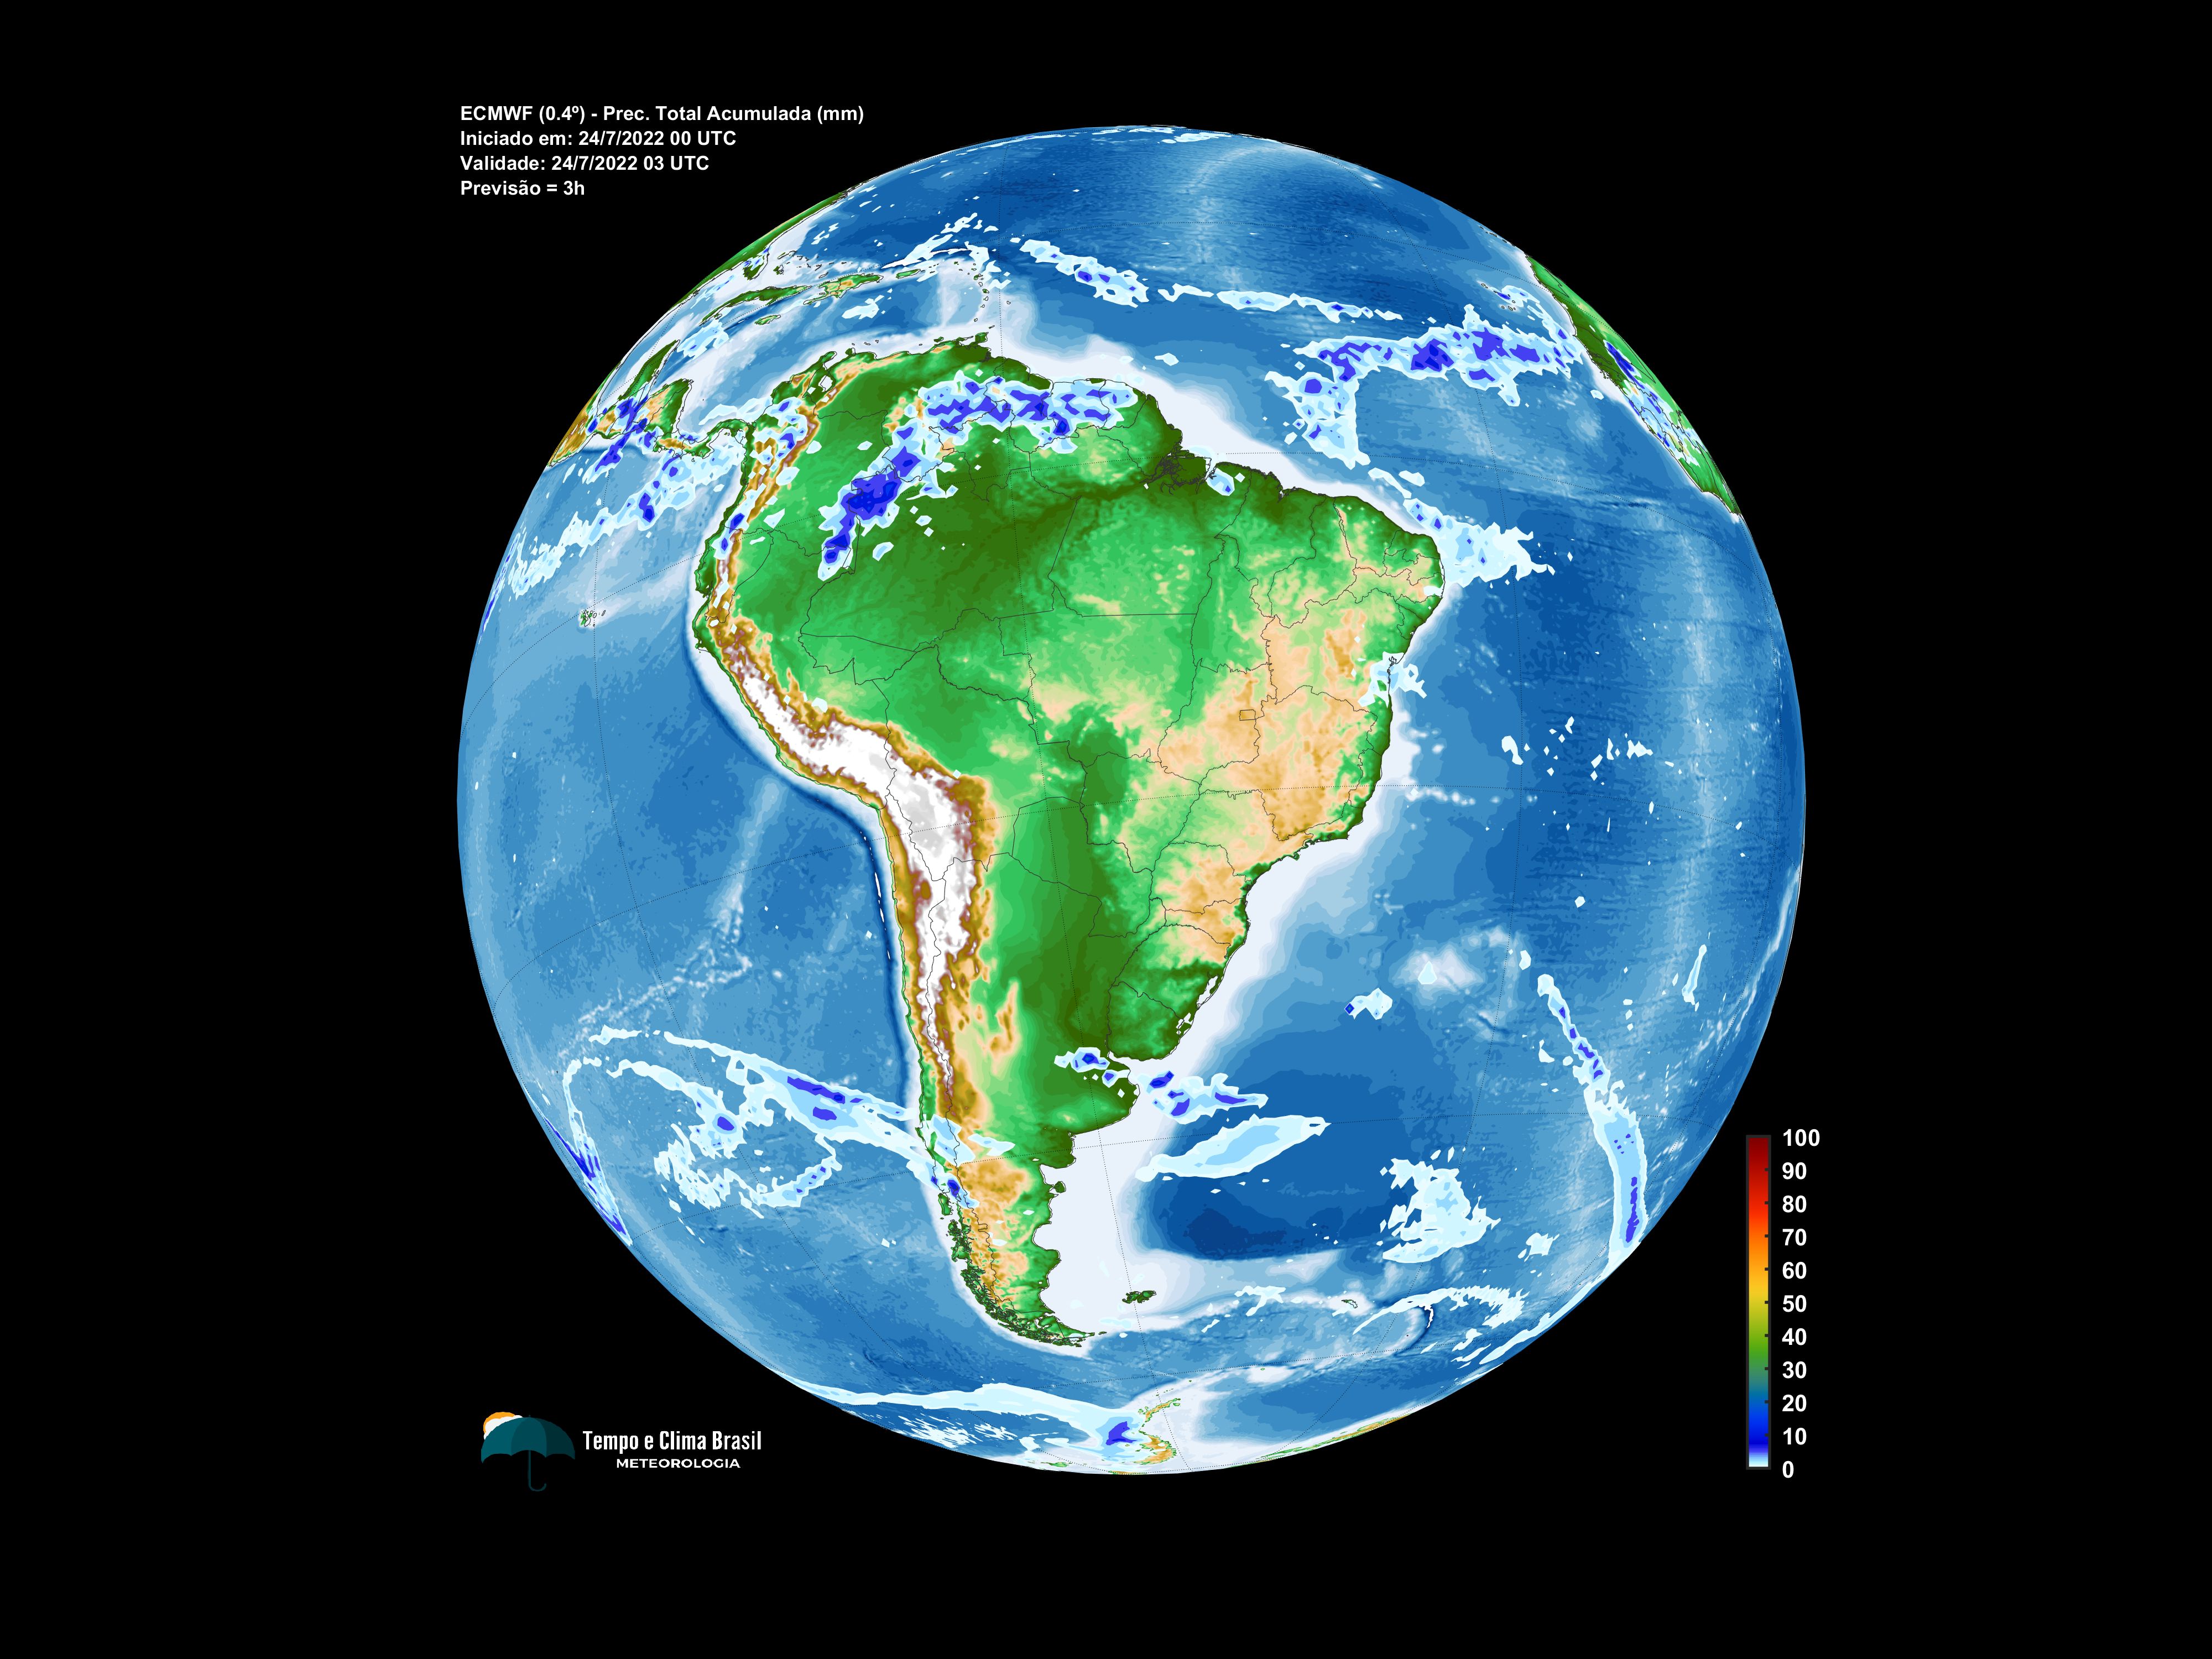 ECMWF (0.4º) - Prec. Total Acumulada (mm)
Iniciado em: 24/7/2022 00 UTC
Validade: 24/7/2022 03 UTC
Previsão = 3h
100
90
80
70
60
50
40
30
20
10
0
Tempo e Clima Brasil
METEOROLOGIA